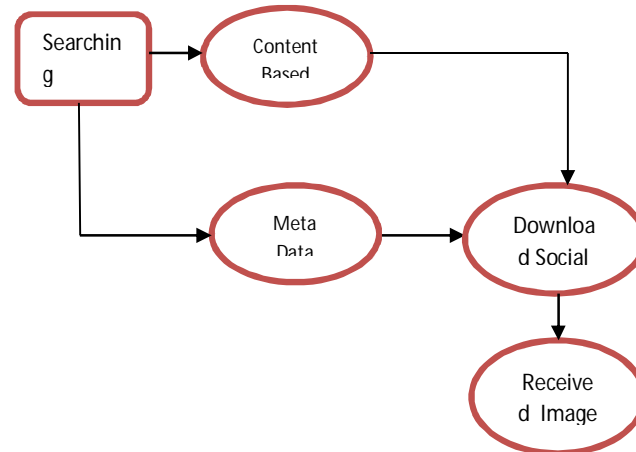 Searchin
g
Content
Based
Meta
Data
Downloa
d Social
Receive
d Image